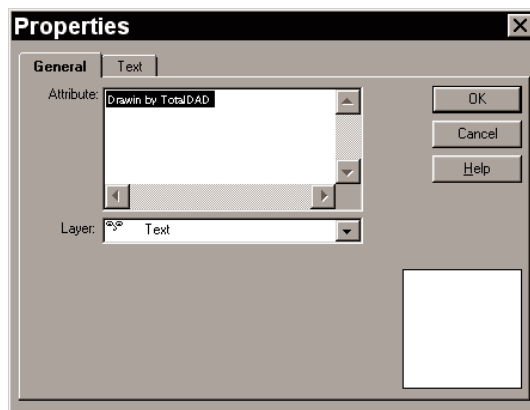 Properties
General Text
Attribute: Drawin by TotalDAD
OK
Cancel
Help
Layer: Text